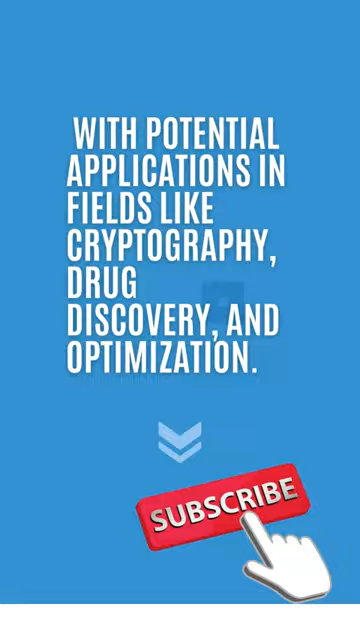 WITH POTENTIAL
APPLICATIONS IN
FIELDS LIKE
CRYPTOGRAPHY,
DRUG
DISCOVERY, AND
OPTIMIZATION.
SUBSCRIBE